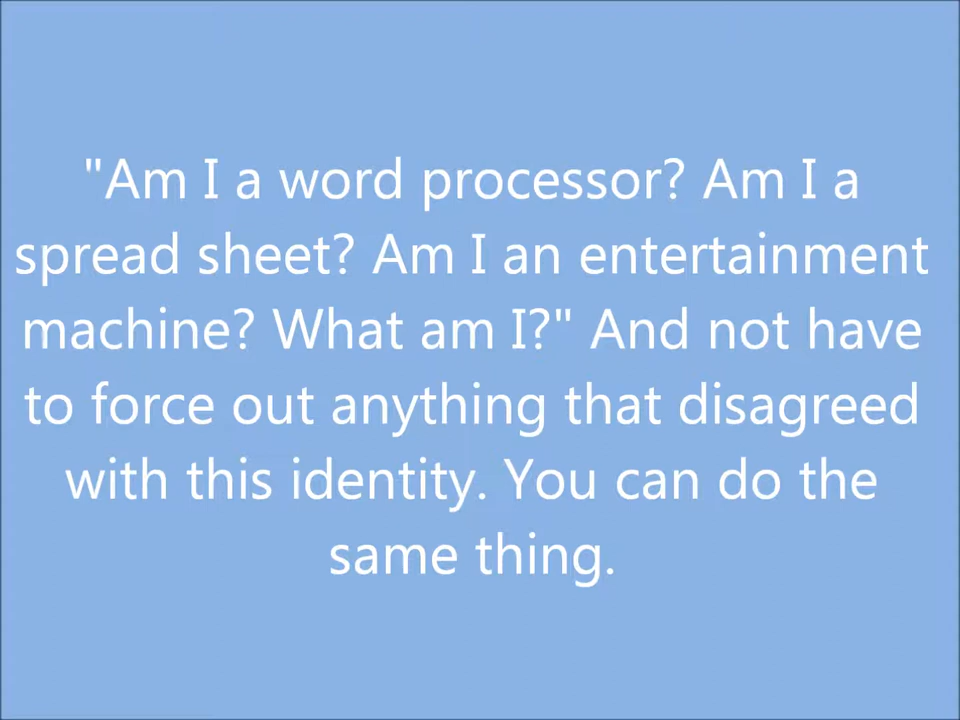 "Am I a word processor? Am I a
spread sheet? Am I an entertainment
machine? What am I?" And not have
to force out anything that disagreed
with this identity. You can do the
same thing.